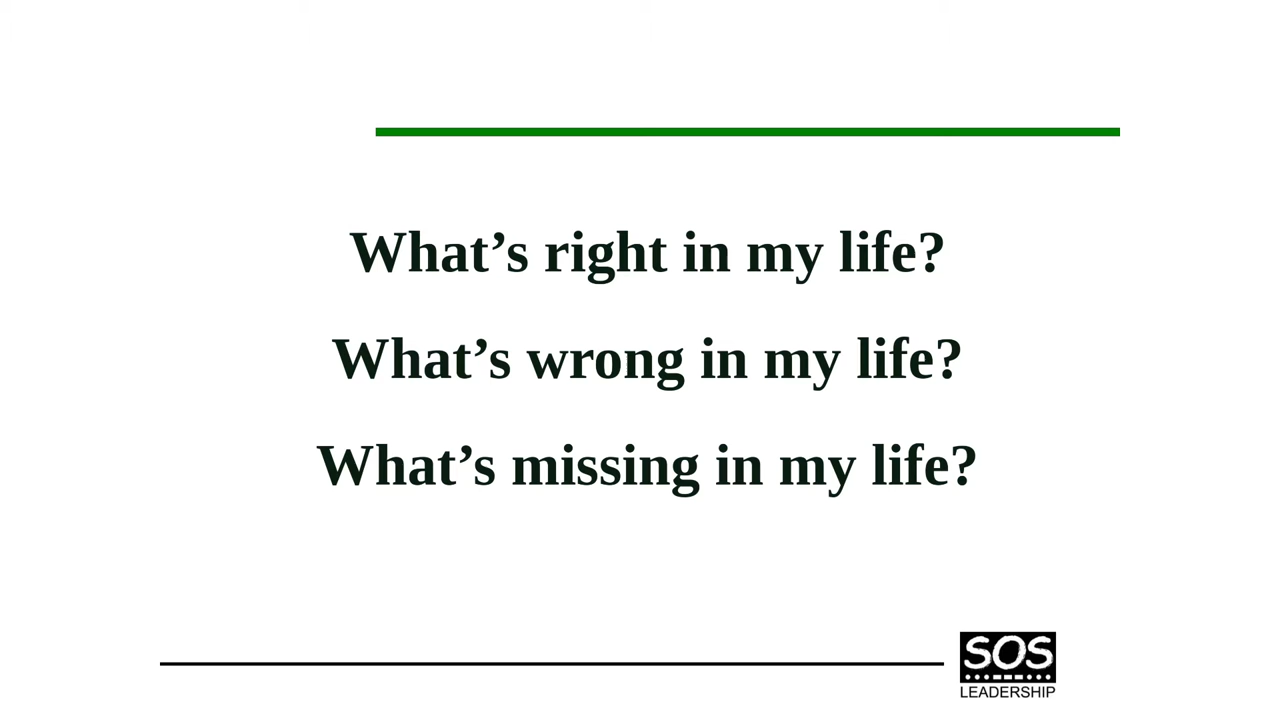 What’s right in my life?
What’s wrong in my life?
What’s missing in my life?
SOS
LEADERSHIP